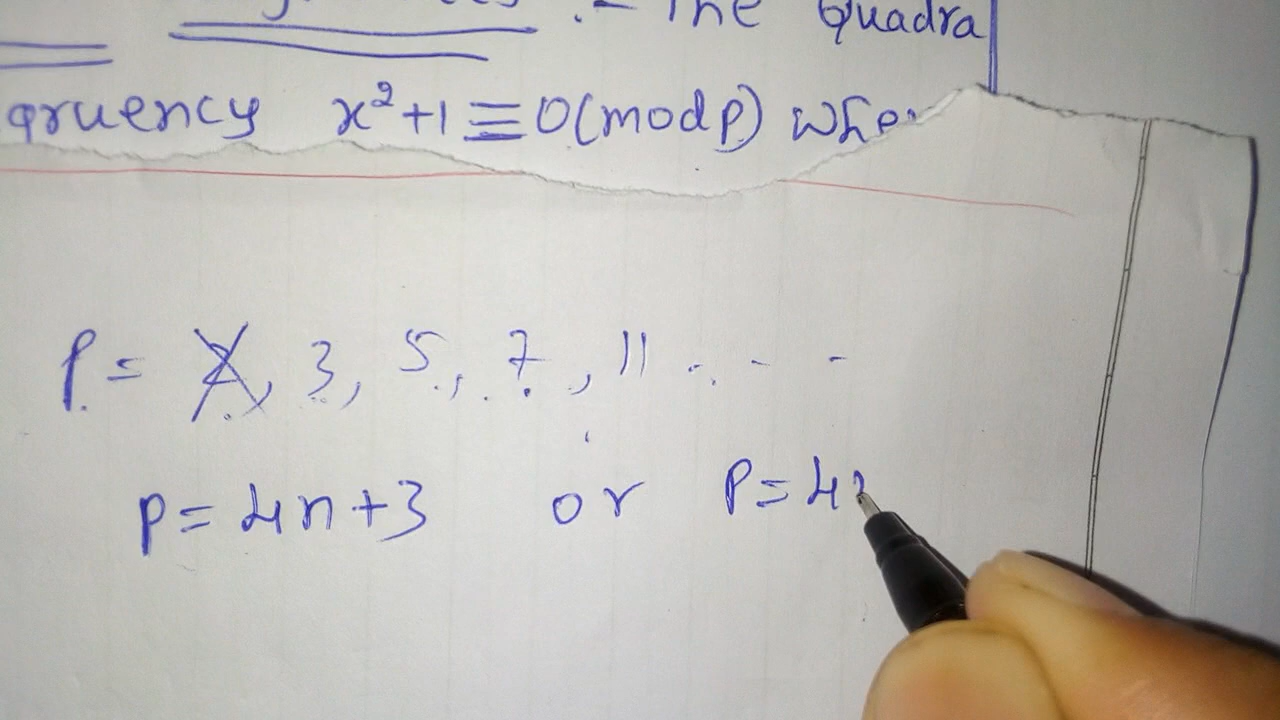 :- The Quadra
gruency x²+1 ≡ 0(mod p) whe
P = 2, 3, 5, 7, 11 . . - -
p = 4n+3 or P = 4